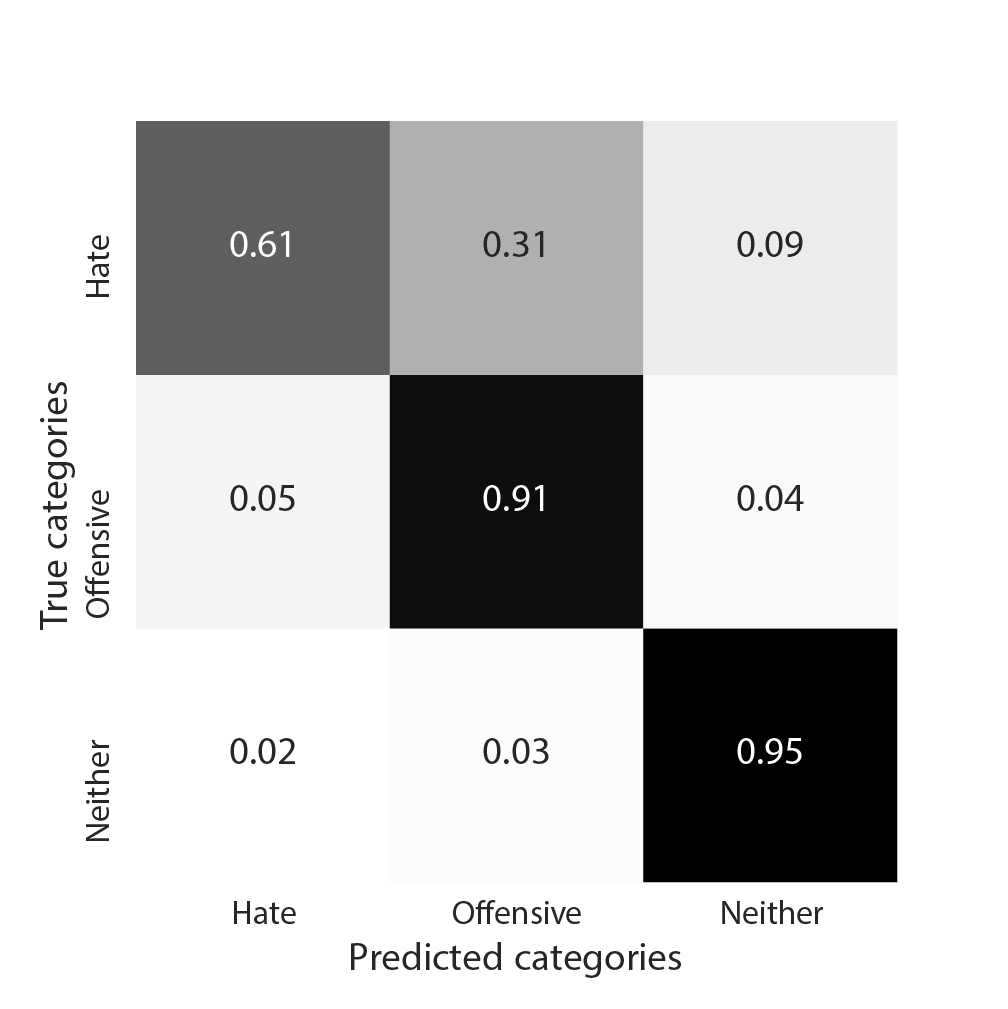 True categories
Hate
0.61 0.31 0.09
Offensive
0.05 0.91 0.04
Neither
0.02 0.03 0.95
Hate Offensive Neither
Predicted categories